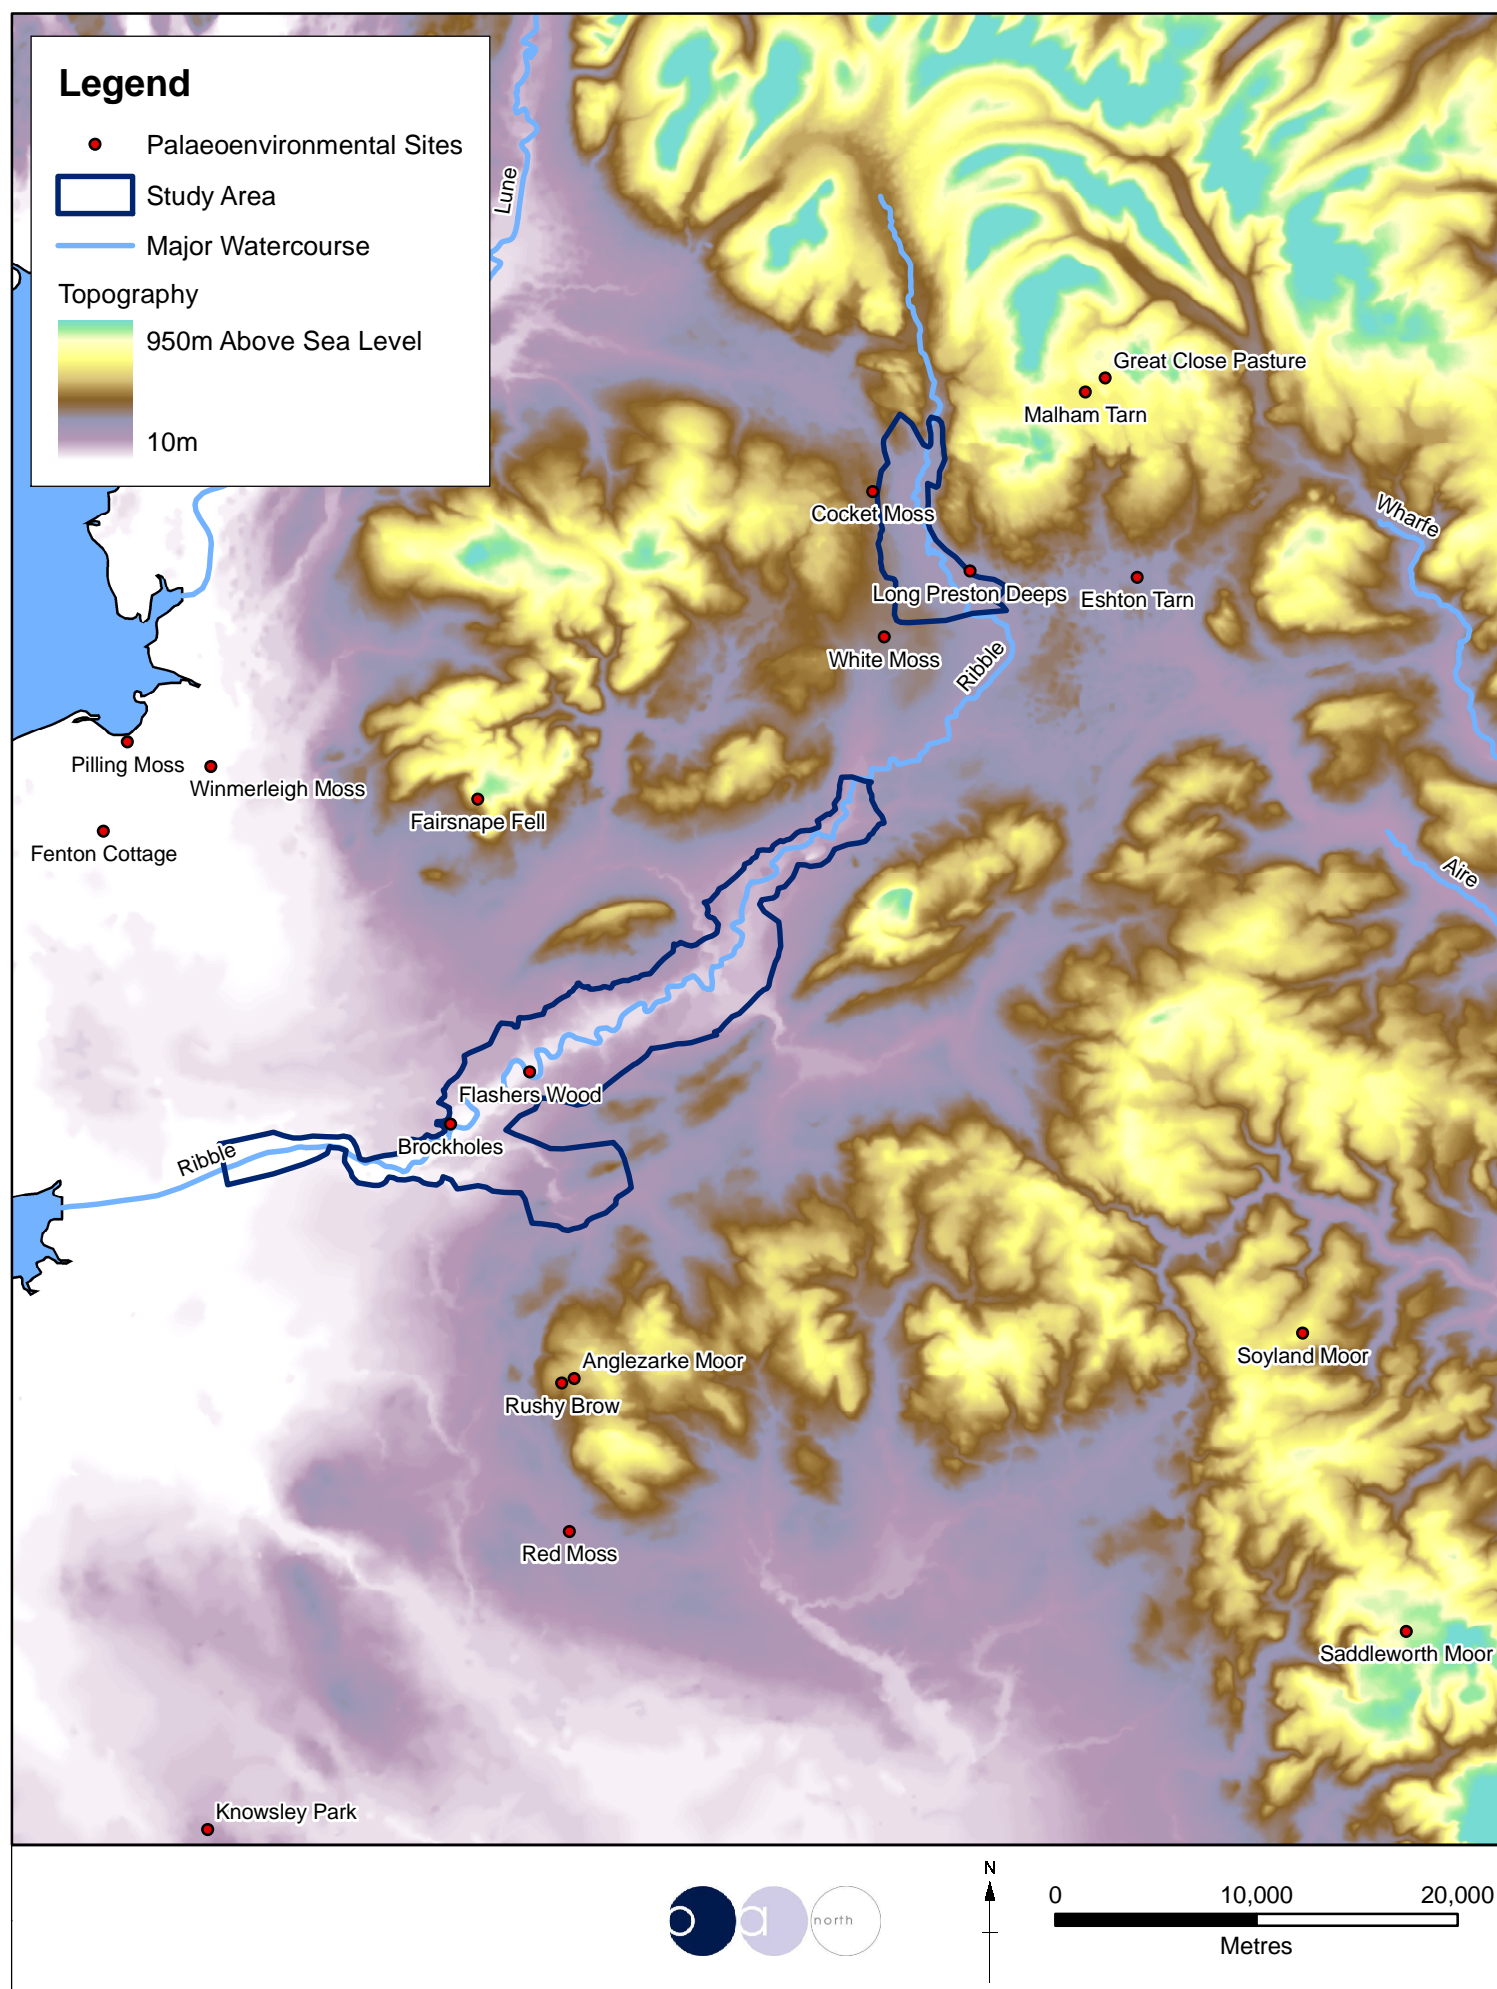 Legend
Palaeoenvironmental Sites
Study Area
Major Watercourse
Topography
950m Above Sea Level
10m
Lune
Great Close Pasture
Malham Tarn
Wharfe
Cocket Moss
Long Preston Deeps
Eshton Tarn
White Moss
Ribble
Pilling Moss
Winmerleigh Moss
Fairsnape Fell
Fenton Cottage
Aire
Flashers Wood
Brockholes
Ribble
Soyland Moor
Anglezarke Moor
Rushy Brow
Red Moss
Saddleworth Moor
Knowsley Park
o a north
N
0 10,000 20,000
Metres